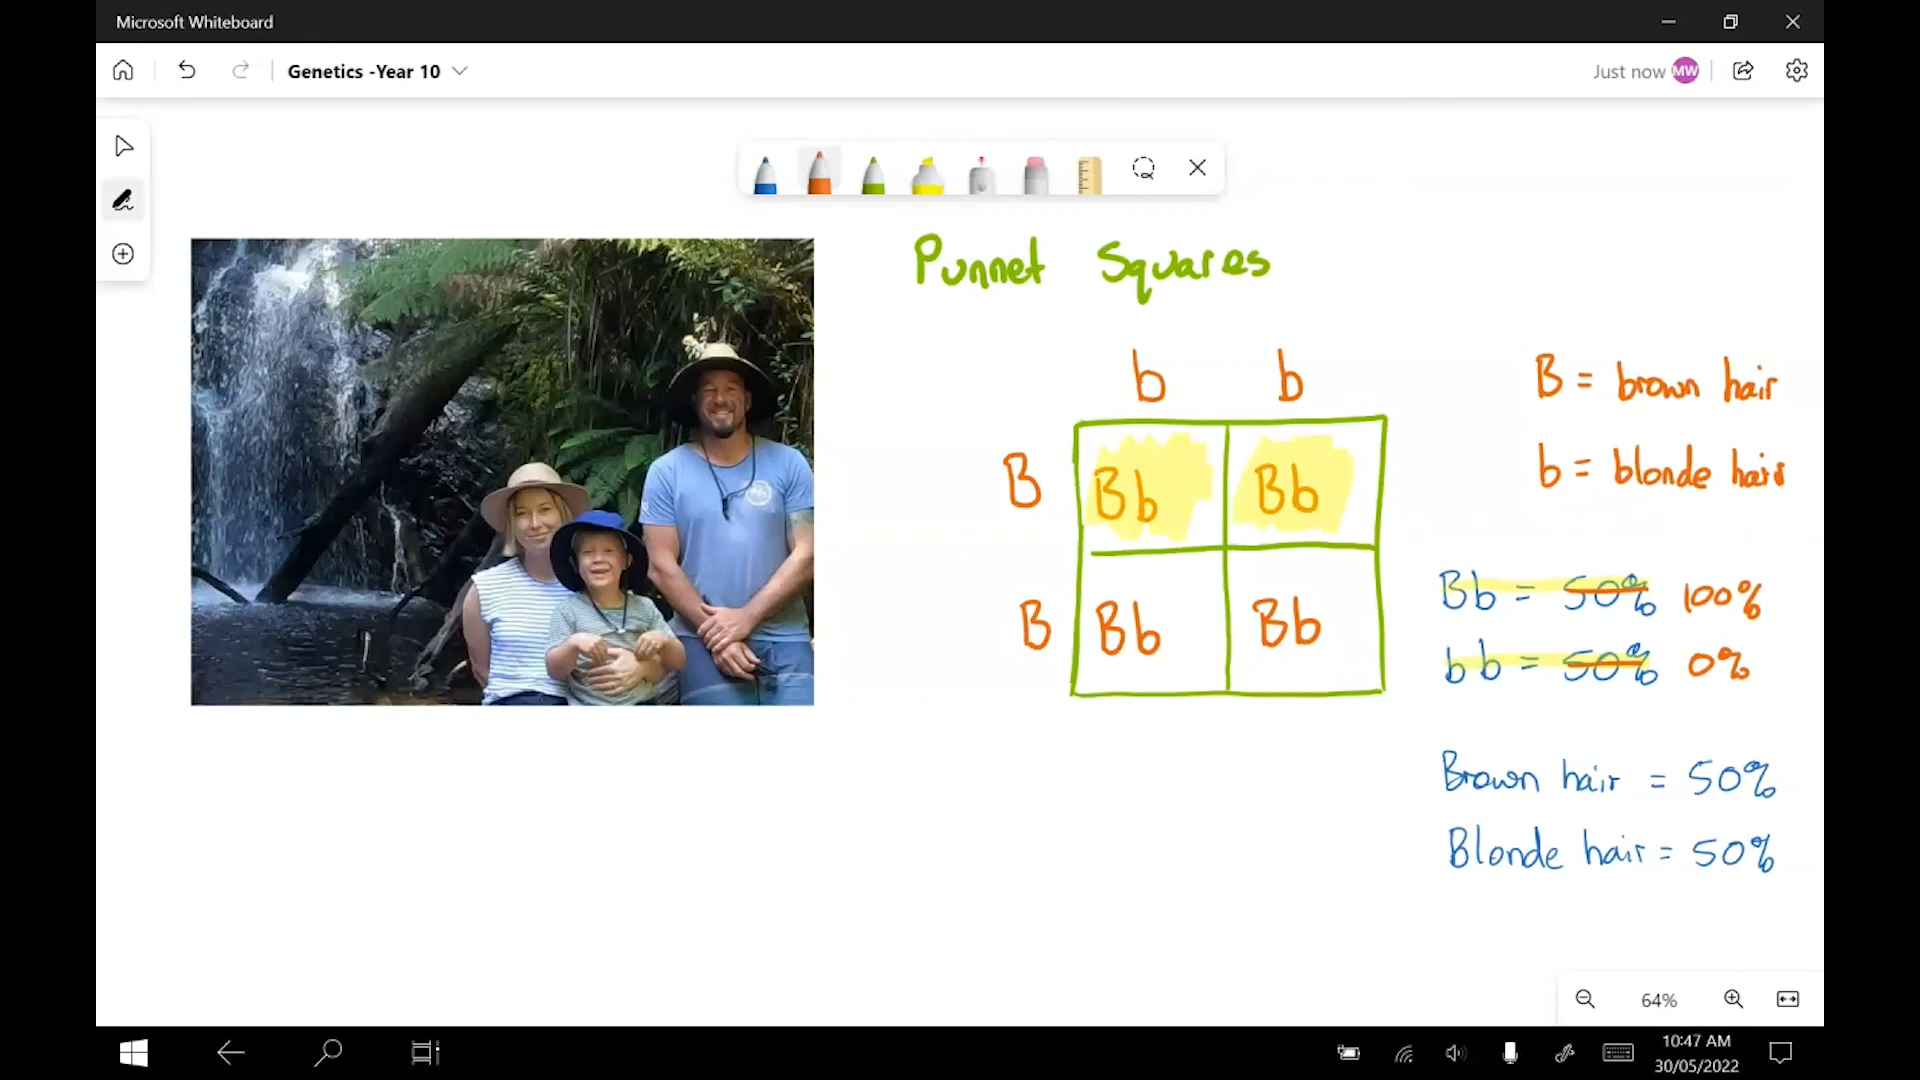 Microsoft Whiteboard
Genetics -Year 10
Just now MW
Punnet Squares
b b
B Bb Bb
B Bb Bb
B = brown hair
b = blonde hair
Bb = 50% 100%
bb = 50% 0%
Brown hair = 50%
Blonde hair = 50%
64%
10:47 AM
30/05/2022